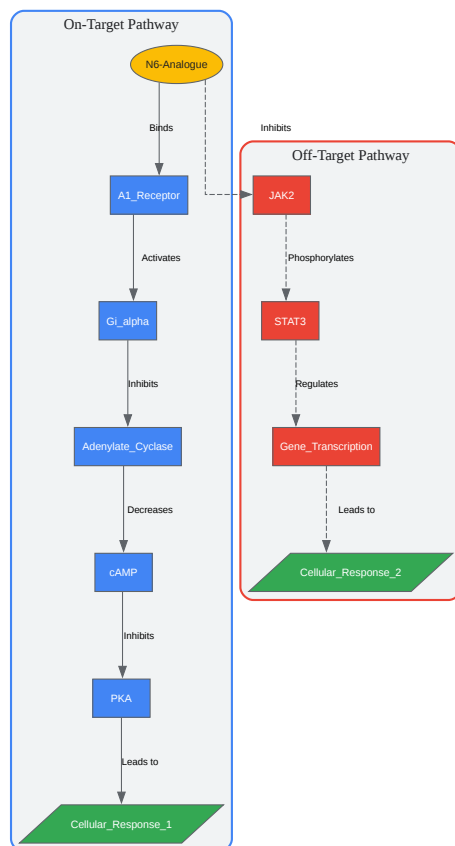 On-Target Pathway
N6-Analogue
Binds
Inhibits
Off-Target Pathway
A1_Receptor
JAK2
Activates
Phosphorylates
Gi_alpha
STAT3
Inhibits
Regulates
Adenylate_Cyclase
Gene_Transcription
Decreases
Leads to
cAMP
Cellular_Response_2
Inhibits
PKA
Leads to
Cellular_Response_1